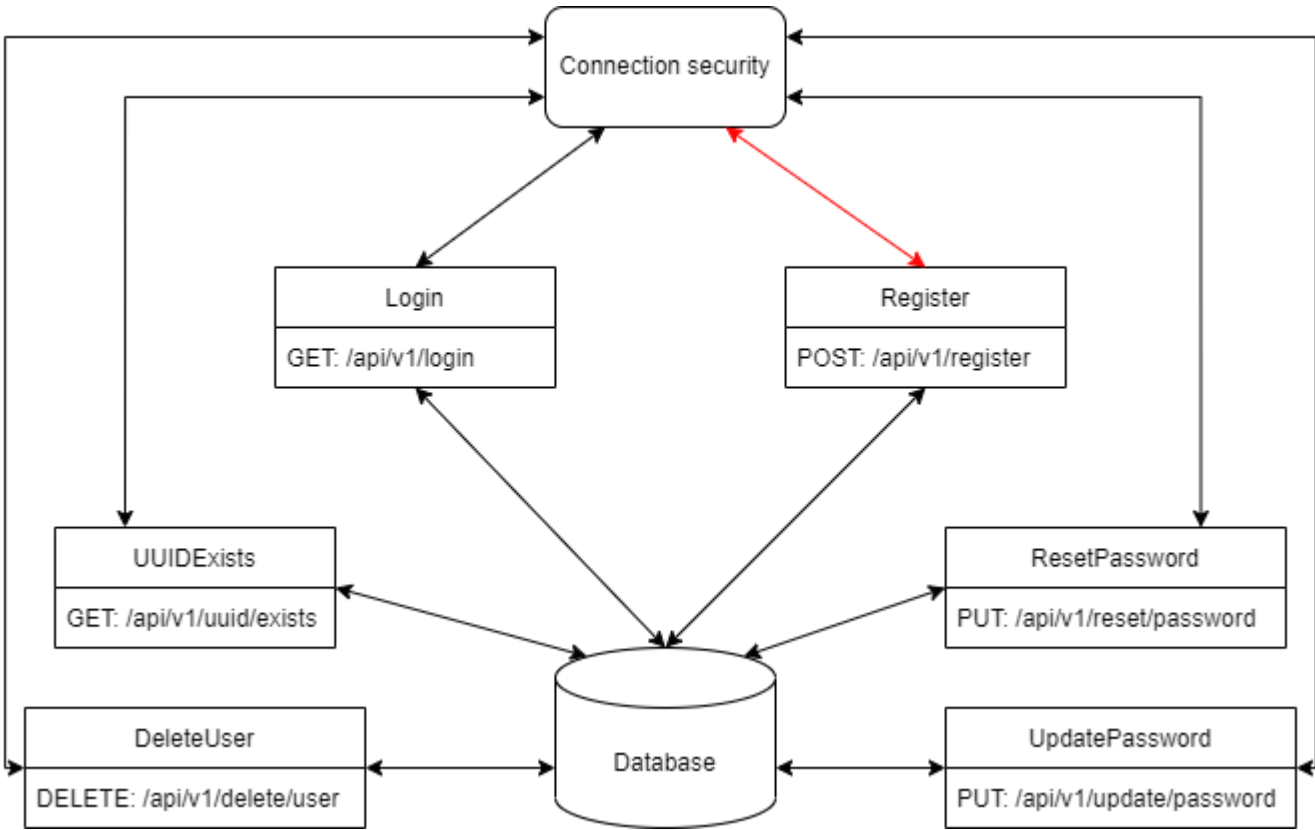 Connection security
Login
GET: /api/v1/login
Register
POST: /api/v1/register
UUIDExists
GET: /api/v1/uuid/exists
ResetPassword
PUT: /api/v1/reset/password
DeleteUser
DELETE: /api/v1/delete/user
Database
UpdatePassword
PUT: /api/v1/update/password